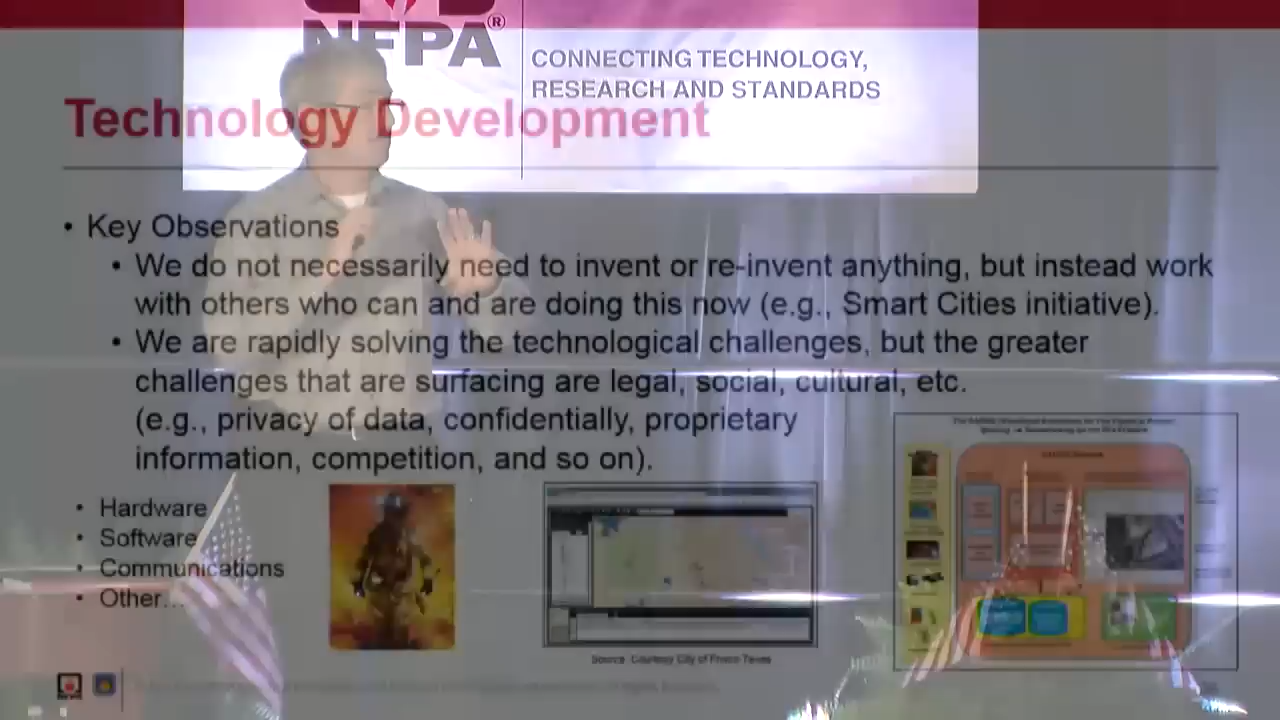 NFPA®
CONNECTING TECHNOLOGY,
RESEARCH AND STANDARDS
Technology Development
• Key Observations
• We do not necessarily need to invent or re-invent anything, but instead work
with others who can and are doing this now (e.g., Smart Cities initiative).
• We are rapidly solving the technological challenges, but the greater
challenges that are surfacing are legal, social, cultural, etc.
(e.g., privacy of data, confidentially, proprietary
information, competition, and so on).
• Hardware
• Software
• Communications
• Other…
Source: Courtesy City of Frisco Texas